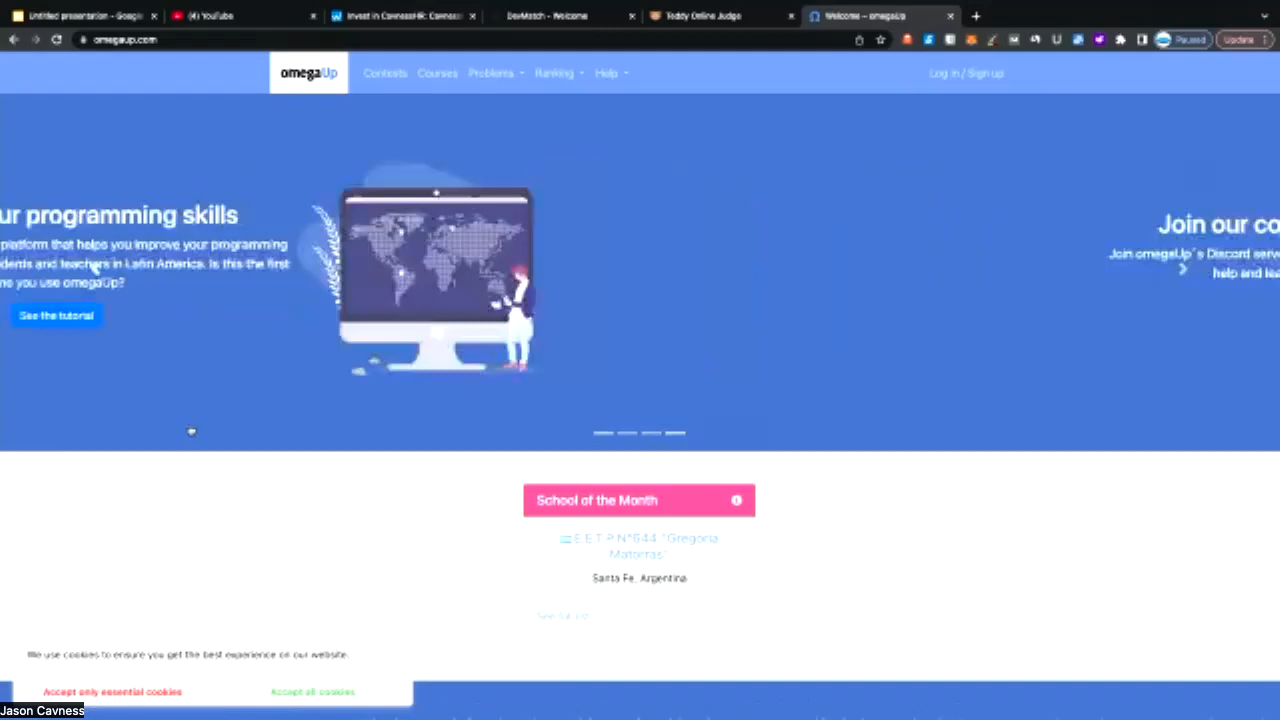 Untitled presentation - Googl
(4) YouTube
Invest in CavnessHR: Cavness
DevMatch - Welcome
Teddy Online Judge
Welcome – omegaUp
omegaup.com
Paused
Update
omegaUp
Contests
Courses
Problems
Ranking
Help
Log in / Sign up
ur programming skills
platform that helps you improve your programming
dents and teachers in Latin America. Is this the first
me you use omegaUp?
See the tutorial
Join our co
Join omegaUp's Discord serve
help and lea
School of the Month
E.E.T.P. N°644 "Gregoria
Matorras"
Santa Fe, Argentina
We use cookies to ensure you get the best experience on our website.
Accept only essential cookies
Accept all cookies
Jason Cavness